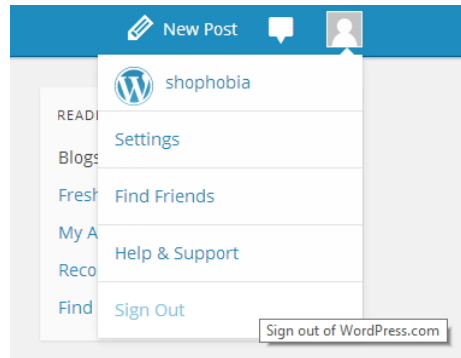 New Post
shophobia
READI
Settings
Blogs
Fresh
Find Friends
My A
Help & Support
Reco
Find
Sign Out
Sign out of WordPress.com